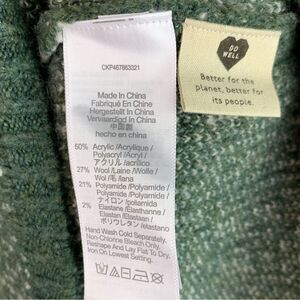 CKP467863321
Made In China
Fabriqué En Chine
Hergestellt In China
Vervaardigd In China
中国製
hecho en china
50% Acrylic /Acrylique /
Polyacryl /Acryl /
アクリル /acrílico
27% Wool /Laine /Wolle /
Wol /毛 /lana
21% Polyamide /Polyamide /
Polyamide /Polyamide /
ナイロン /poliamida
2% Elastane /Élasthanne /
Elastan /Elastaan /
ポリウレタン /elastano
Hand Wash Cold Separately.
Non-Chlorine Bleach Only.
Reshape And Lay Flat To Dry.
Iron On Lowest Setting.
DO
WELL
Better for the
planet, better for
its people.